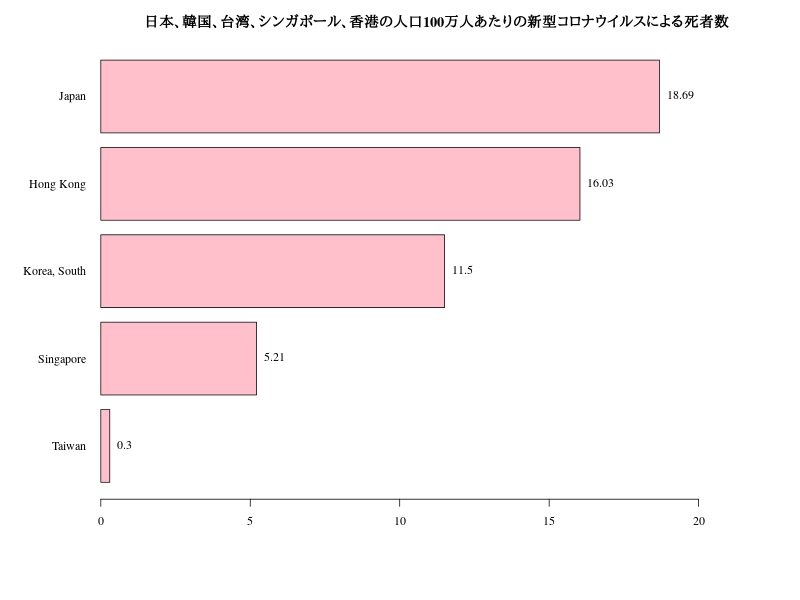 日本、韓国、台湾、シンガポール、香港の人口100万人あたりの新型コロナウイルスによる死者数
Japan 18.69
Hong Kong 16.03
Korea, South 11.5
Singapore 5.21
Taiwan 0.3
0 5 10 15 20